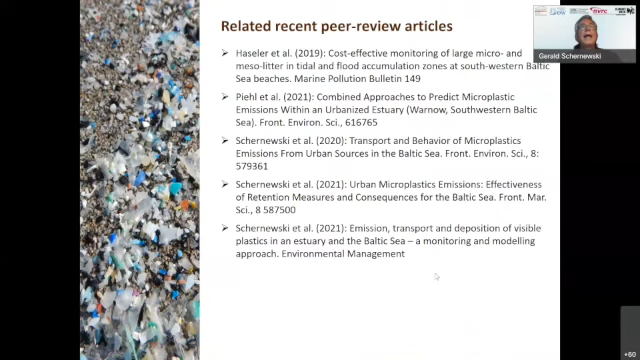 Related recent peer-review articles
Gerald Schernewski
Haseler et al. (2019): Cost-effective monitoring of large micro- and
meso-litter in tidal and flood accumulation zones at south-western Baltic
Sea beaches. Marine Pollution Bulletin 149
Piehl et al. (2021): Combined Approaches to Predict Microplastic
Emissions Within an Urbanized Estuary (Warnow, Southwestern Baltic
Sea). Front. Environ. Sci., 616765
Schernewski et al. (2020): Transport and Behavior of Microplastics
Emissions From Urban Sources in the Baltic Sea. Front. Environ. Sci., 8:
579361
Schernewski et al. (2021): Urban Microplastics Emissions: Effectiveness
of Retention Measures and Consequences for the Baltic Sea. Front. Mar.
Sci., 8 587500
Schernewski et al. (2021): Emission, transport and deposition of visible
plastics in an estuary and the Baltic Sea – a monitoring and modelling
approach. Environmental Management
+60